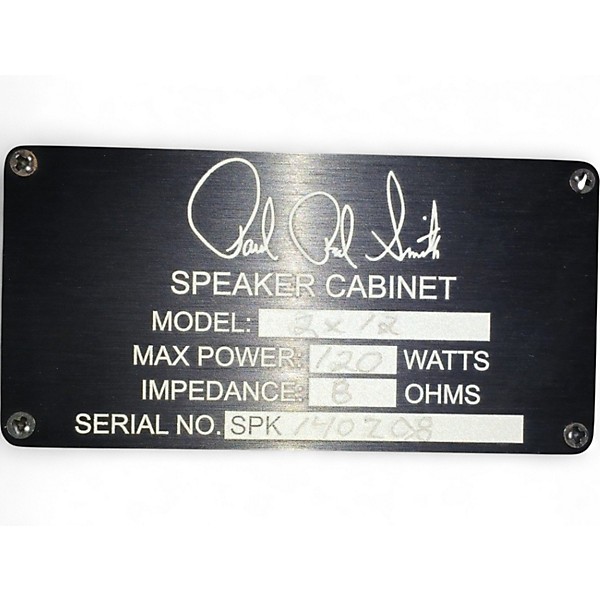 Paul Reed Smith
SPEAKER CABINET
MODEL: 2x12
MAX POWER: 120 WATTS
IMPEDANCE: 8 OHMS
SERIAL NO. SPK 140208